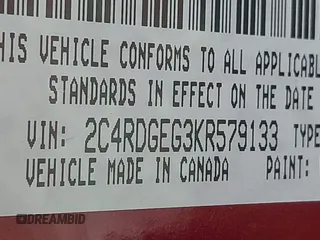 HIS VEHICLE CONFORMS TO ALL APPLICABL
STANDARDS IN EFFECT ON THE DATE
VIN: 2C4RDGEG3KR579133 TYPE
VEHICLE MADE IN CANADA PAINT:
DREAMBID